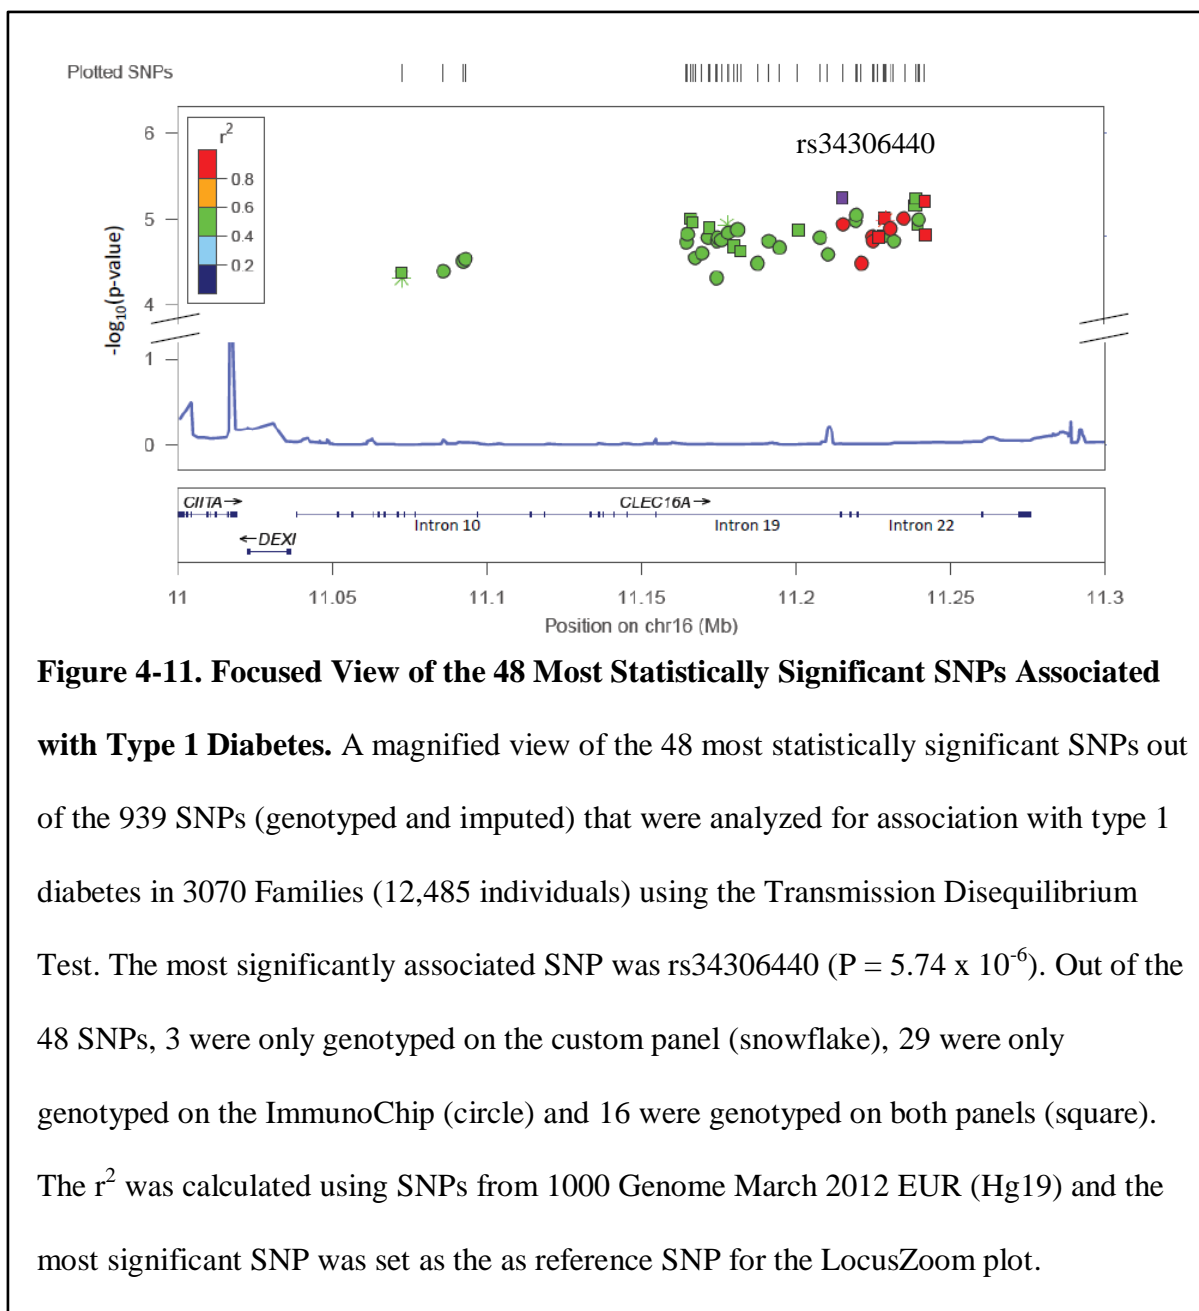 Plotted SNPs
6
5
4
1
0
-log10(p-value)
r2
0.8
0.6
0.4
0.2
rs34306440
CIITA→
CLEC16A→
Intron 10
Intron 19
Intron 22
←DEXI
11
11.05
11.1
11.15
11.2
11.25
11.3
Position on chr16 (Mb)
Figure 4-11. Focused View of the 48 Most Statistically Significant SNPs Associated
with Type 1 Diabetes. A magnified view of the 48 most statistically significant SNPs out
of the 939 SNPs (genotyped and imputed) that were analyzed for association with type 1
diabetes in 3070 Families (12,485 individuals) using the Transmission Disequilibrium
Test. The most significantly associated SNP was rs34306440 (P = 5.74 x 10-6). Out of the
48 SNPs, 3 were only genotyped on the custom panel (snowflake), 29 were only
genotyped on the ImmunoChip (circle) and 16 were genotyped on both panels (square).
The r2 was calculated using SNPs from 1000 Genome March 2012 EUR (Hg19) and the
most significant SNP was set as the as reference SNP for the LocusZoom plot.